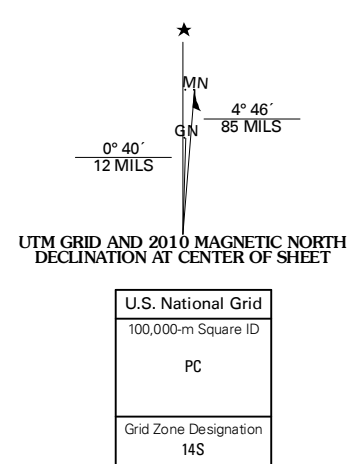 MN
GN
4° 46´
85 MILS
0° 40´
12 MILS
UTM GRID AND 2010 MAGNETIC NORTH
DECLINATION AT CENTER OF SHEET
U.S. National Grid
100,000-m Square ID
PC
Grid Zone Designation
14S